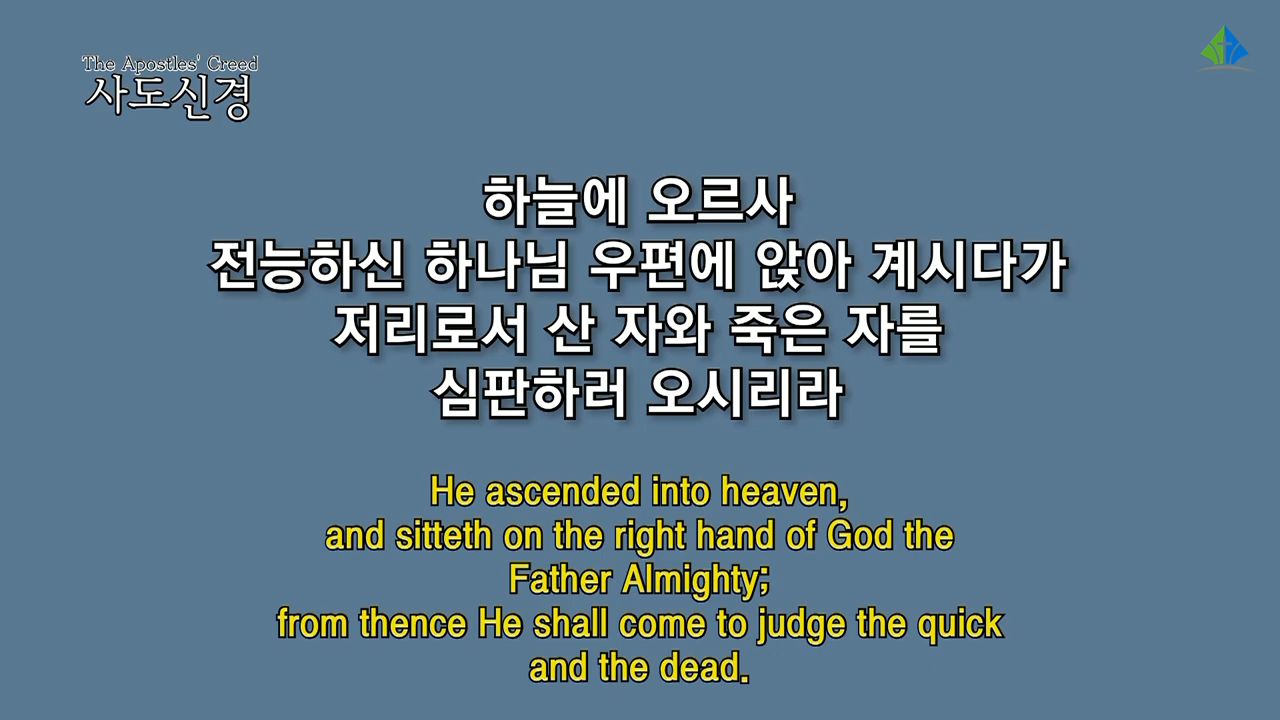 The Apostles' Creed
사도신경
하늘에 오르사
전능하신 하나님 우편에 앉아 계시다가
저리로서 산 자와 죽은 자를
심판하러 오시리라
He ascended into heaven,
and sitteth on the right hand of God the
Father Almighty;
from thence He shall come to judge the quick
and the dead.